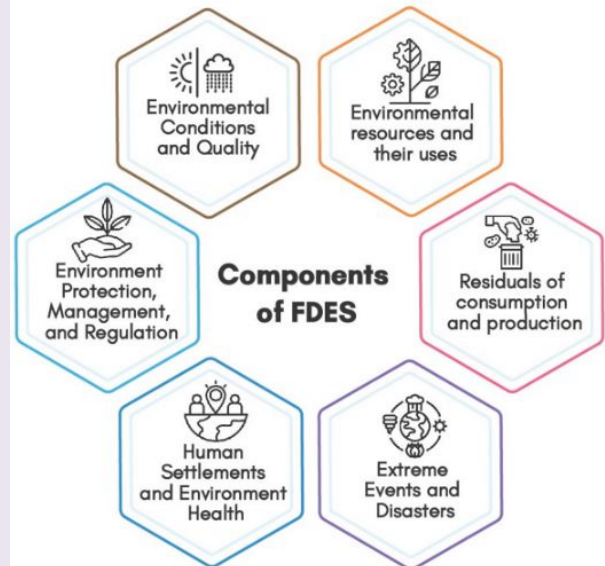 Environmental
Conditions
and Quality
Environmental
resources and
their uses
Environment
Protection,
Management,
and Regulation
Components
of FDES
Residuals of
consumption
and production
Human
Settlements
and Environment
Health
Extreme
Events and
Disasters